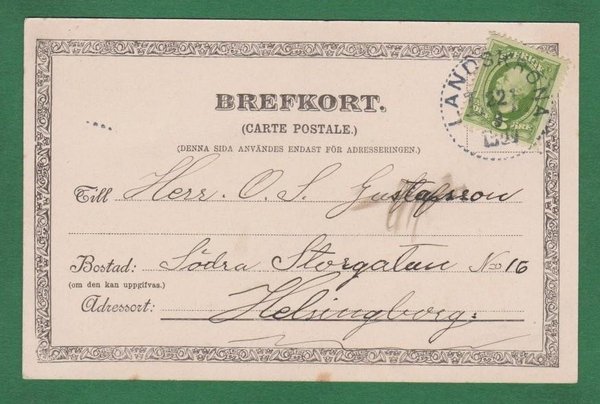 LANDSKRONA
BREFKORT.
(CARTE POSTALE.)
(DENNA SIDA ANVÄNDES ENDAST FÖR ADRESSERINGEN.)
Till Herr. O. S. Gustafsson
Bostad: Södra Storgatan No 16
(om den kan uppgifvas.)
Adressort: Helsingborg.